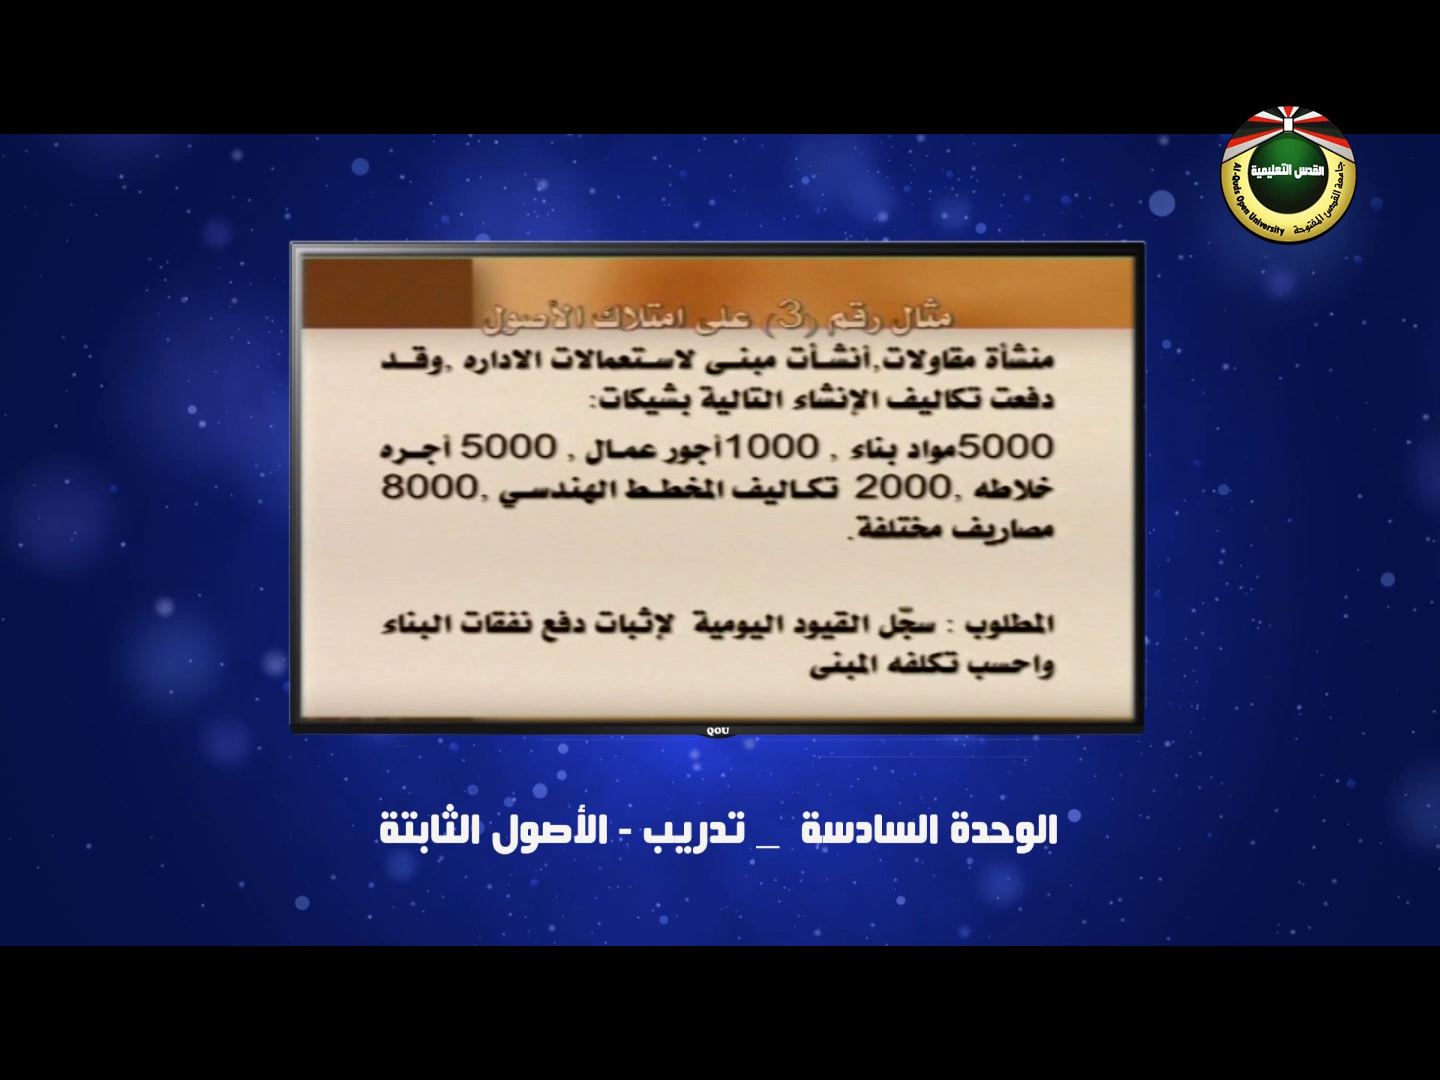 القدس التعليمية
جامعة القدس المفتوحة
Al-Quds Open University
مثال رقم (3) على امتلاك الأصول
منشأة مقاولات,أنشأت مبنى لاستعمالات الاداره ,وقد
دفعت تكاليف الإنشاء التالية بشيكات:
5000مواد بناء , 1000أجور عمال , 5000 أجره
خلاطه ,2000 تكاليف المخطط الهندسي ,8000
مصاريف مختلفة.
المطلوب : سجّل القيود اليومية لإثبات دفع نفقات البناء
واحسب تكلفه المبنى
QOU
الوحدة السادسة _ تدريب - الأصول الثابتة